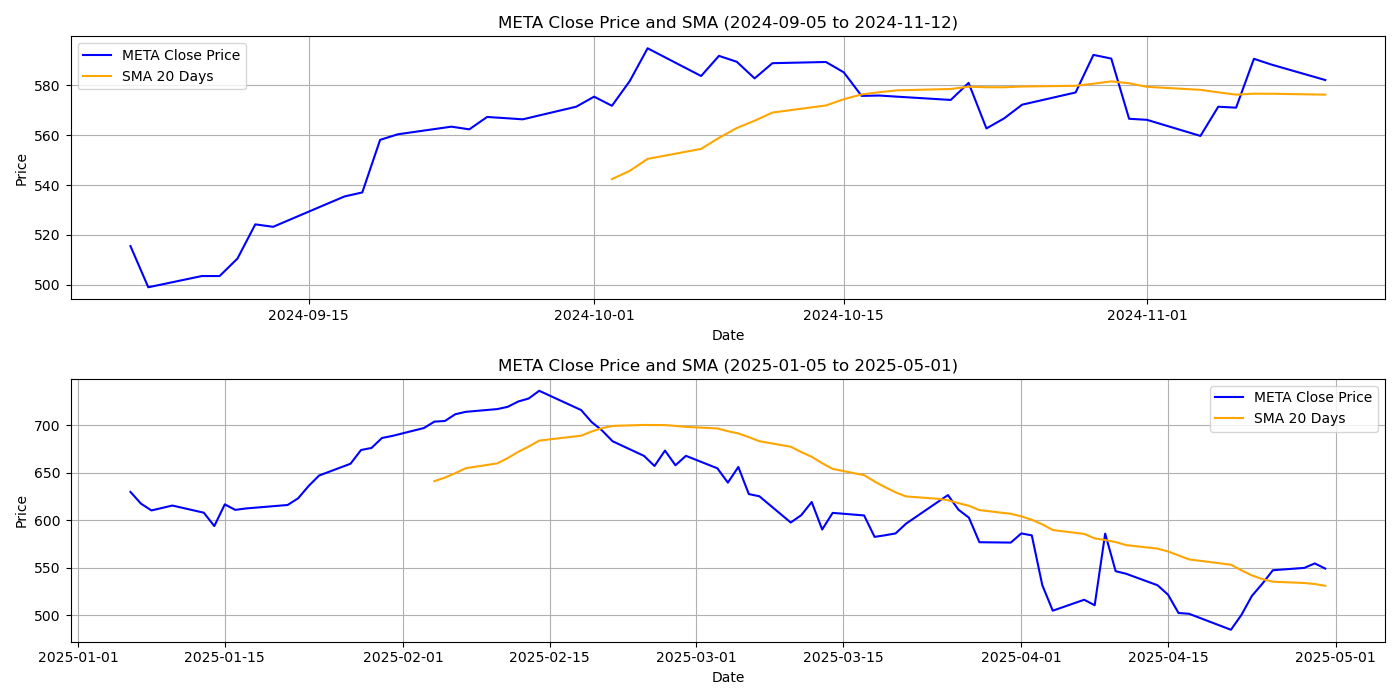 META Close Price and SMA (2024-09-05 to 2024-11-12)
META Close Price
SMA 20 Days
Price
580
560
540
520
500
2024-09-15 2024-10-01 2024-10-15 2024-11-01
Date
META Close Price and SMA (2025-01-05 to 2025-05-01)
META Close Price
SMA 20 Days
Price
700
650
600
550
500
2025-01-01 2025-01-15 2025-02-01 2025-02-15 2025-03-01 2025-03-15 2025-04-01 2025-04-15 2025-05-01
Date